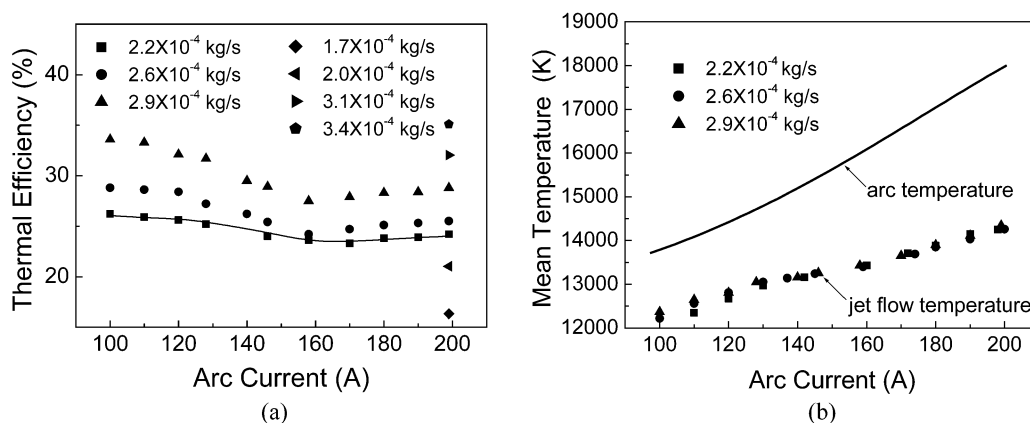 (a)
Thermal Efficiency (%)
40
30
20
2.2X10⁻⁴ kg/s
2.6X10⁻⁴ kg/s
2.9X10⁻⁴ kg/s
1.7X10⁻⁴ kg/s
2.0X10⁻⁴ kg/s
3.1X10⁻⁴ kg/s
3.4X10⁻⁴ kg/s
100 120 140 160 180 200
Arc Current (A)
(a)
(b)
Mean Temperature (K)
19000
18000
17000
16000
15000
14000
13000
12000
2.2X10⁻⁴ kg/s
2.6X10⁻⁴ kg/s
2.9X10⁻⁴ kg/s
arc temperature
jet flow temperature
100 120 140 160 180 200
Arc Current (A)
(b)